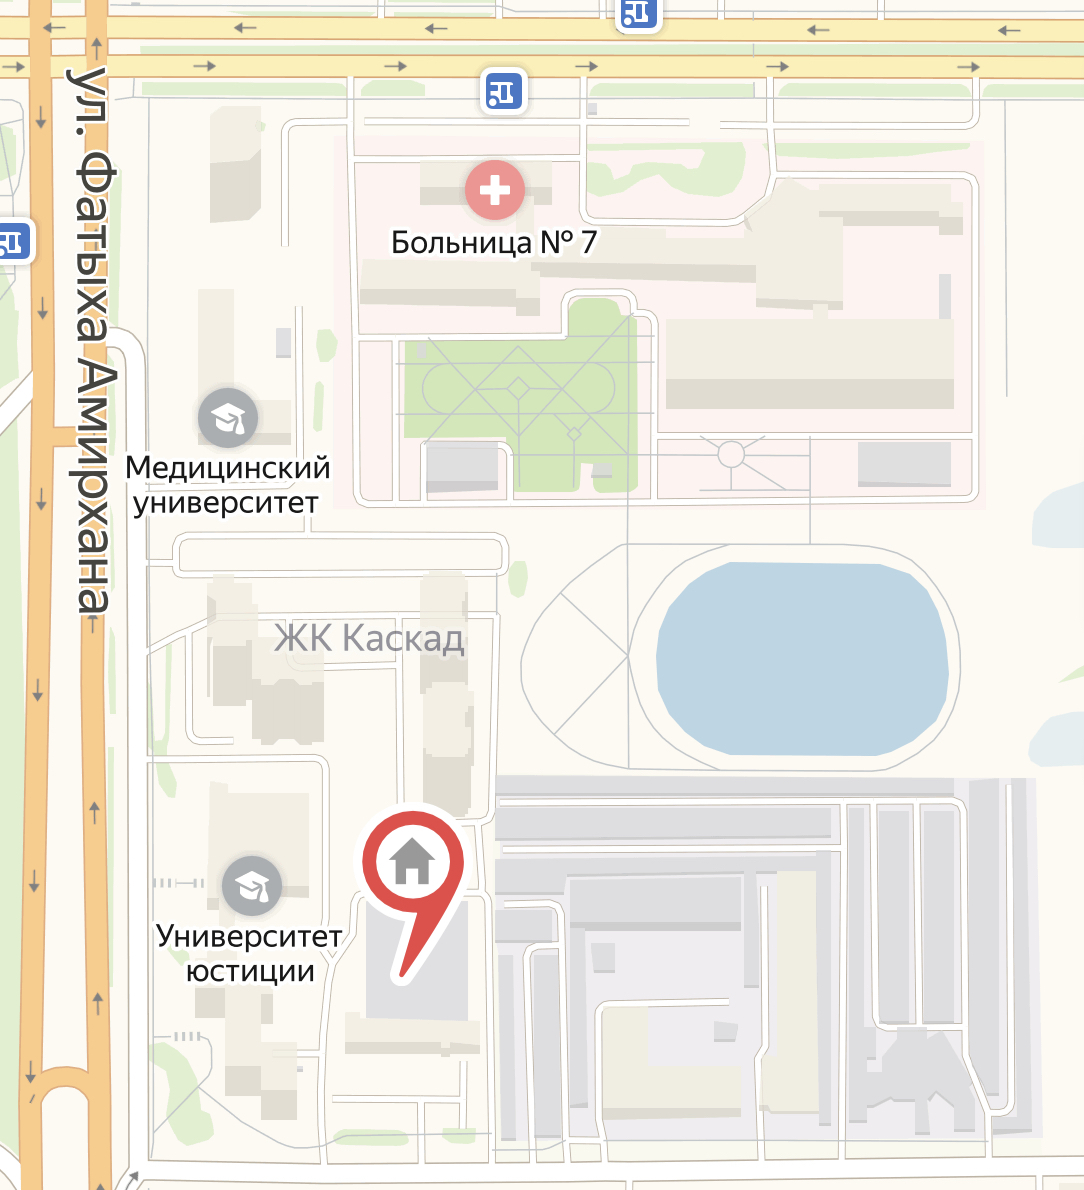 ул. Фатыха Амирхана
Больница № 7
Медицинский
университет
ЖК Каскад
Университет
юстиции